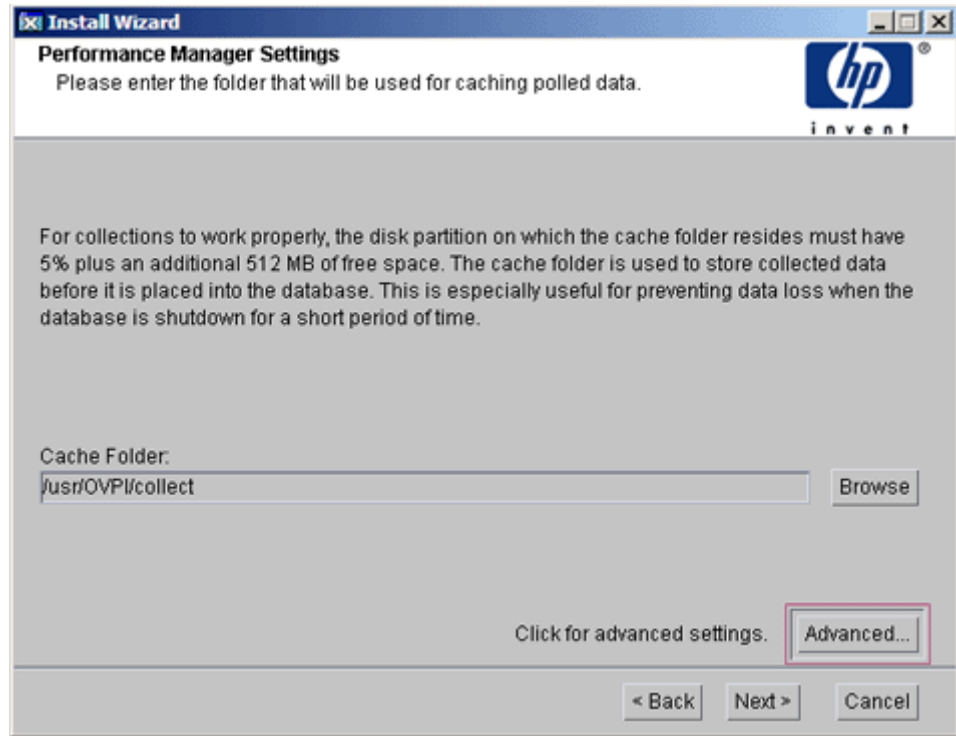 Install Wizard
Performance Manager Settings
Please enter the folder that will be used for caching polled data.
hp
®
invent
For collections to work properly, the disk partition on which the cache folder resides must have
5% plus an additional 512 MB of free space. The cache folder is used to store collected data
before it is placed into the database. This is especially useful for preventing data loss when the
database is shutdown for a short period of time.
Cache Folder:
/usr/OVPI/collect
Browse
Click for advanced settings.
Advanced...
< Back
Next >
Cancel